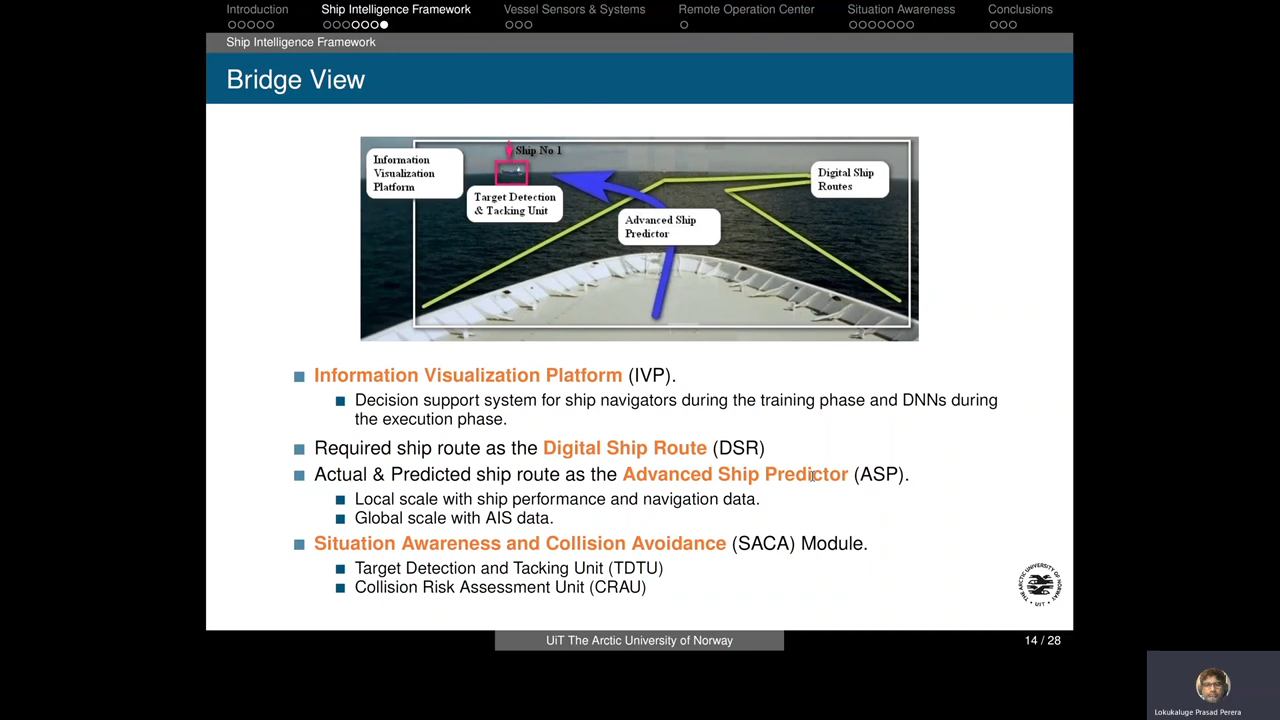 Introduction
Ship Intelligence Framework
Vessel Sensors & Systems
Remote Operation Center
Situation Awareness
Conclusions
Ship Intelligence Framework
Bridge View
Information
Visualization
Platform
Ship No 1
Target Detection
& Tacking Unit
Advanced Ship
Predictor
Digital Ship
Routes
Information Visualization Platform (IVP).
Decision support system for ship navigators during the training phase and DNNs during
the execution phase.
Required ship route as the Digital Ship Route (DSR)
Actual & Predicted ship route as the Advanced Ship Predictor (ASP).
Local scale with ship performance and navigation data.
Global scale with AIS data.
Situation Awareness and Collision Avoidance (SACA) Module.
Target Detection and Tacking Unit (TDTU)
Collision Risk Assessment Unit (CRAU)
THE ARCTIC UNIVERSITY OF NORWAY
UiT
UiT The Arctic University of Norway
14 / 28
Lokukaluge Prasad Perera